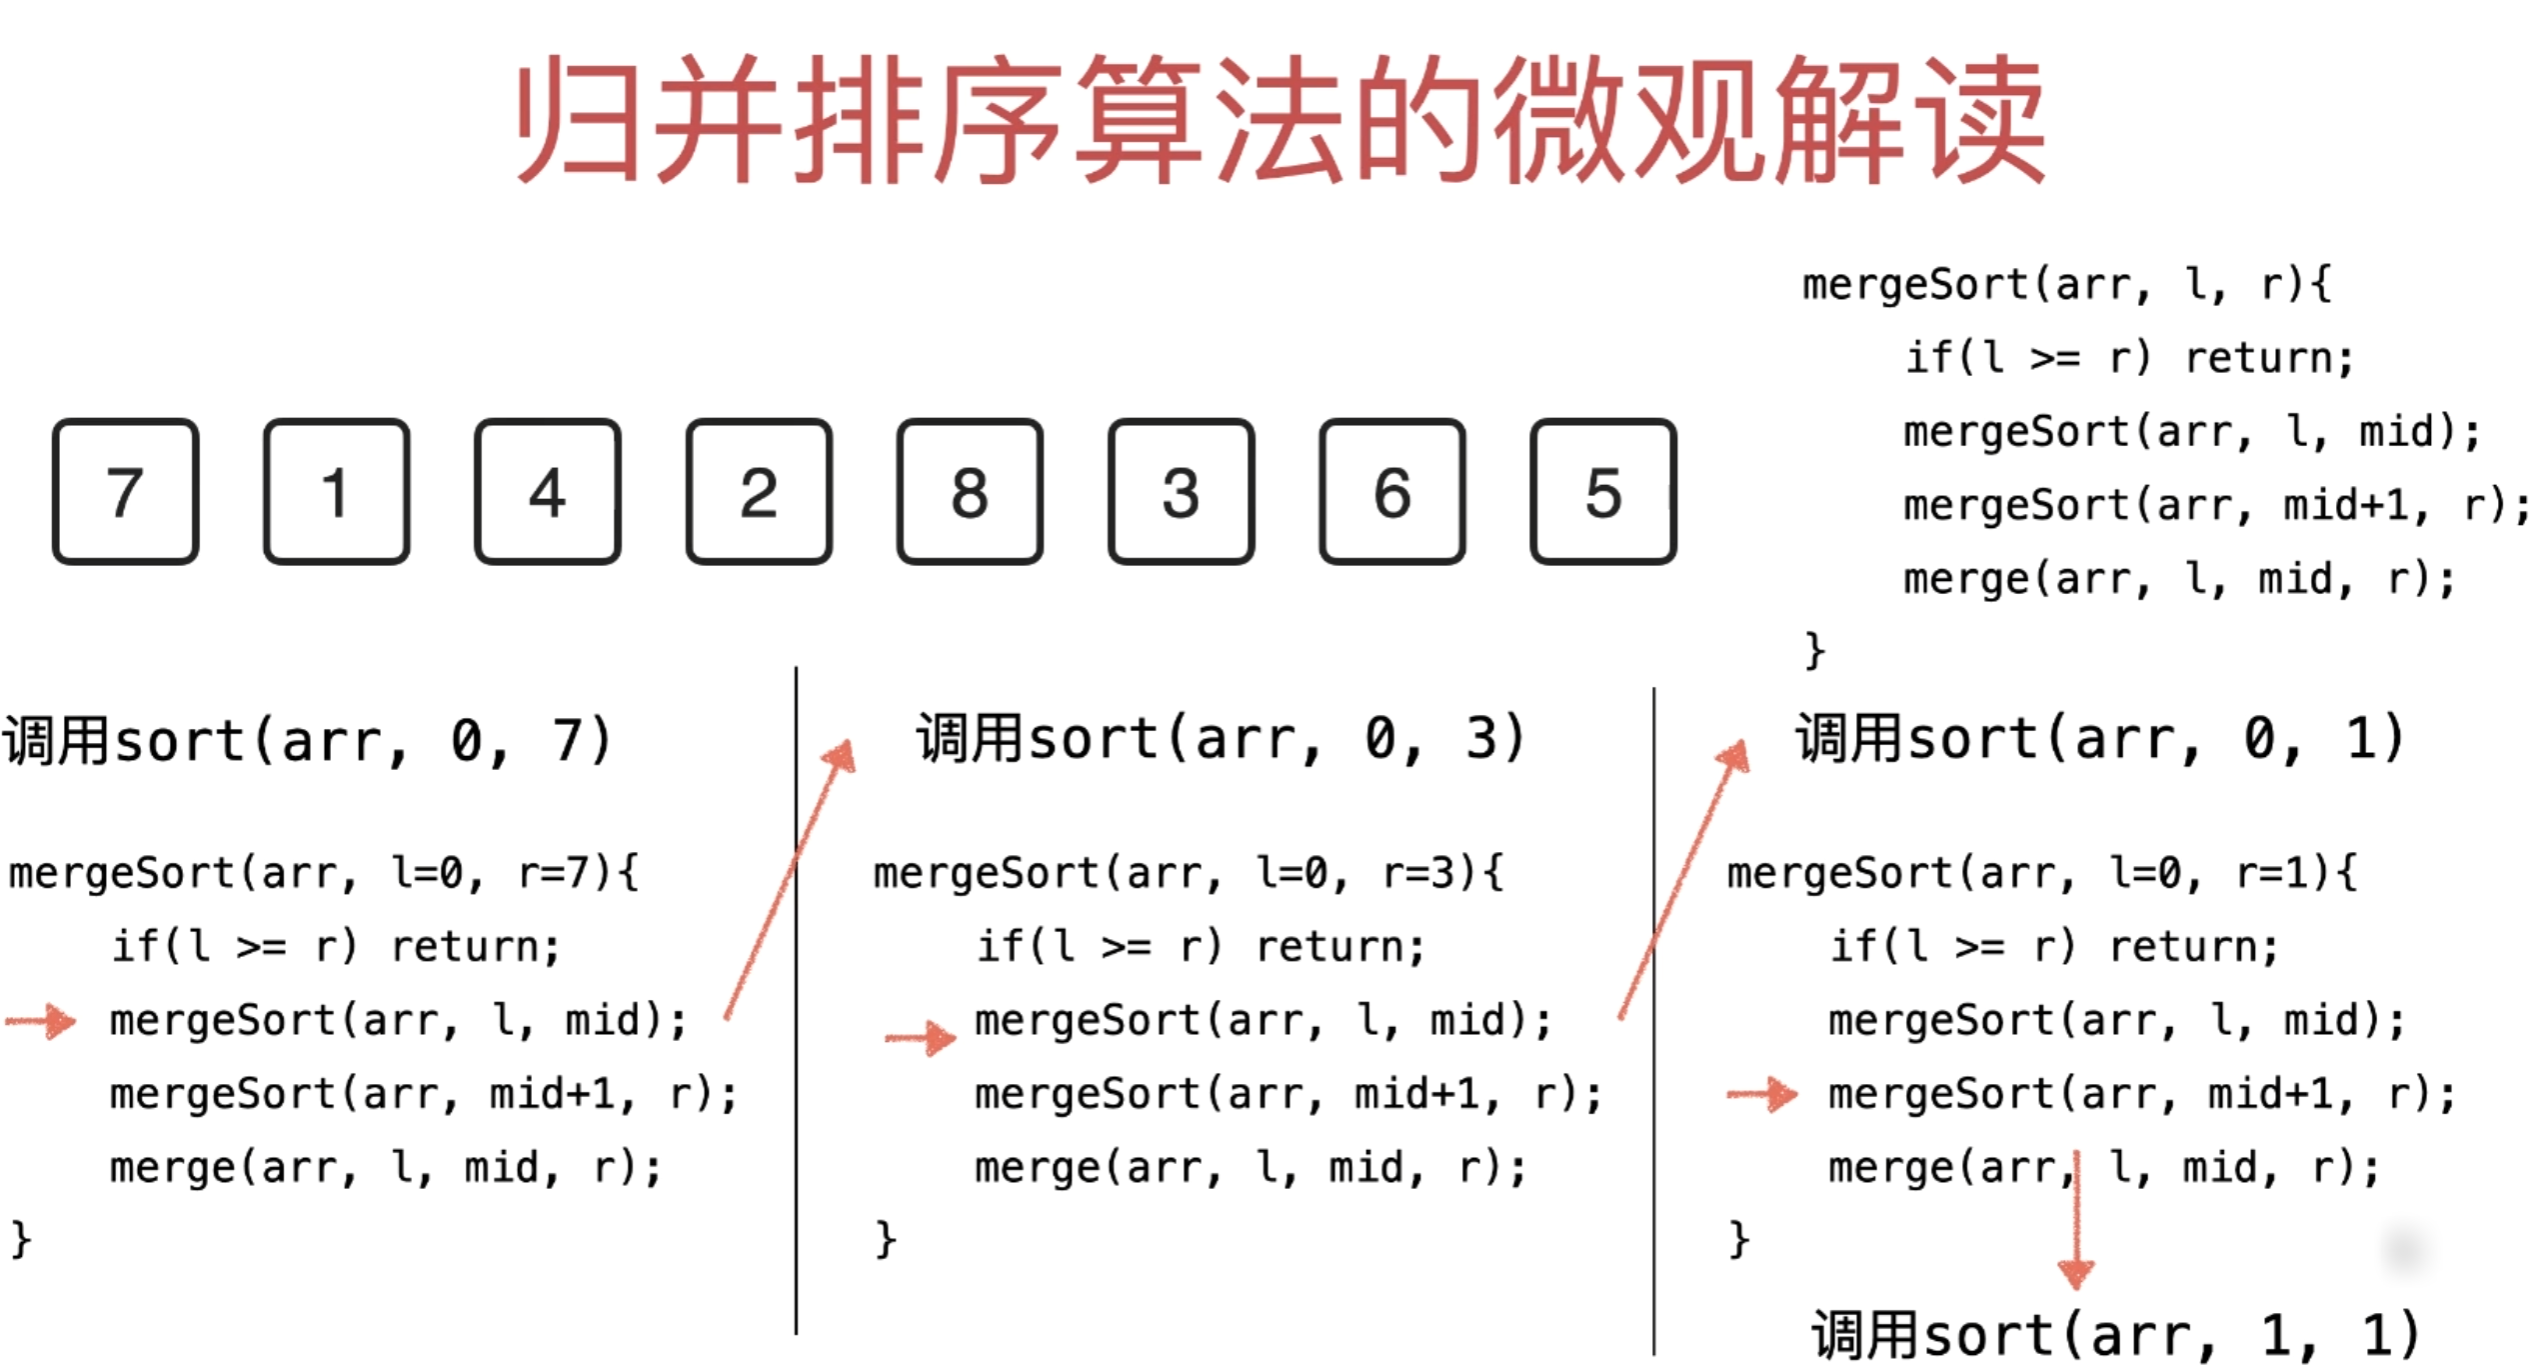 归并排序算法的微观解读
7 1 4 2 8 3 6 5
mergeSort(arr, l, r){
if(l >= r) return;
mergeSort(arr, l, mid);
mergeSort(arr, mid+1, r);
merge(arr, l, mid, r);
}
调用sort(arr, 0, 7)
mergeSort(arr, l=0, r=7){
if(l >= r) return;
mergeSort(arr, l, mid);
mergeSort(arr, mid+1, r);
merge(arr, l, mid, r);
}
调用sort(arr, 0, 3)
mergeSort(arr, l=0, r=3){
if(l >= r) return;
mergeSort(arr, l, mid);
mergeSort(arr, mid+1, r);
merge(arr, l, mid, r);
}
调用sort(arr, 0, 1)
mergeSort(arr, l=0, r=1){
if(l >= r) return;
mergeSort(arr, l, mid);
mergeSort(arr, mid+1, r);
merge(arr, l, mid, r);
}
调用sort(arr, 1, 1)